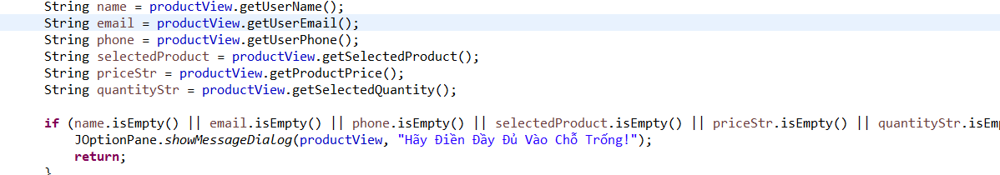 String name = productView.getUserName();
String email = productView.getUserEmail();
String phone = productView.getUserPhone();
String selectedProduct = productView.getSelectedProduct();
String priceStr = productView.getProductPrice();
String quantityStr = productView.getSelectedQuantity();
if (name.isEmpty() || email.isEmpty() || phone.isEmpty() || selectedProduct.isEmpty() || priceStr.isEmpty() || quantityStr.isEmp
JOptionPane.showMessageDialog(productView, "Hãy Điền Đầy Đủ Vào Chỗ Trống!");
return;
}